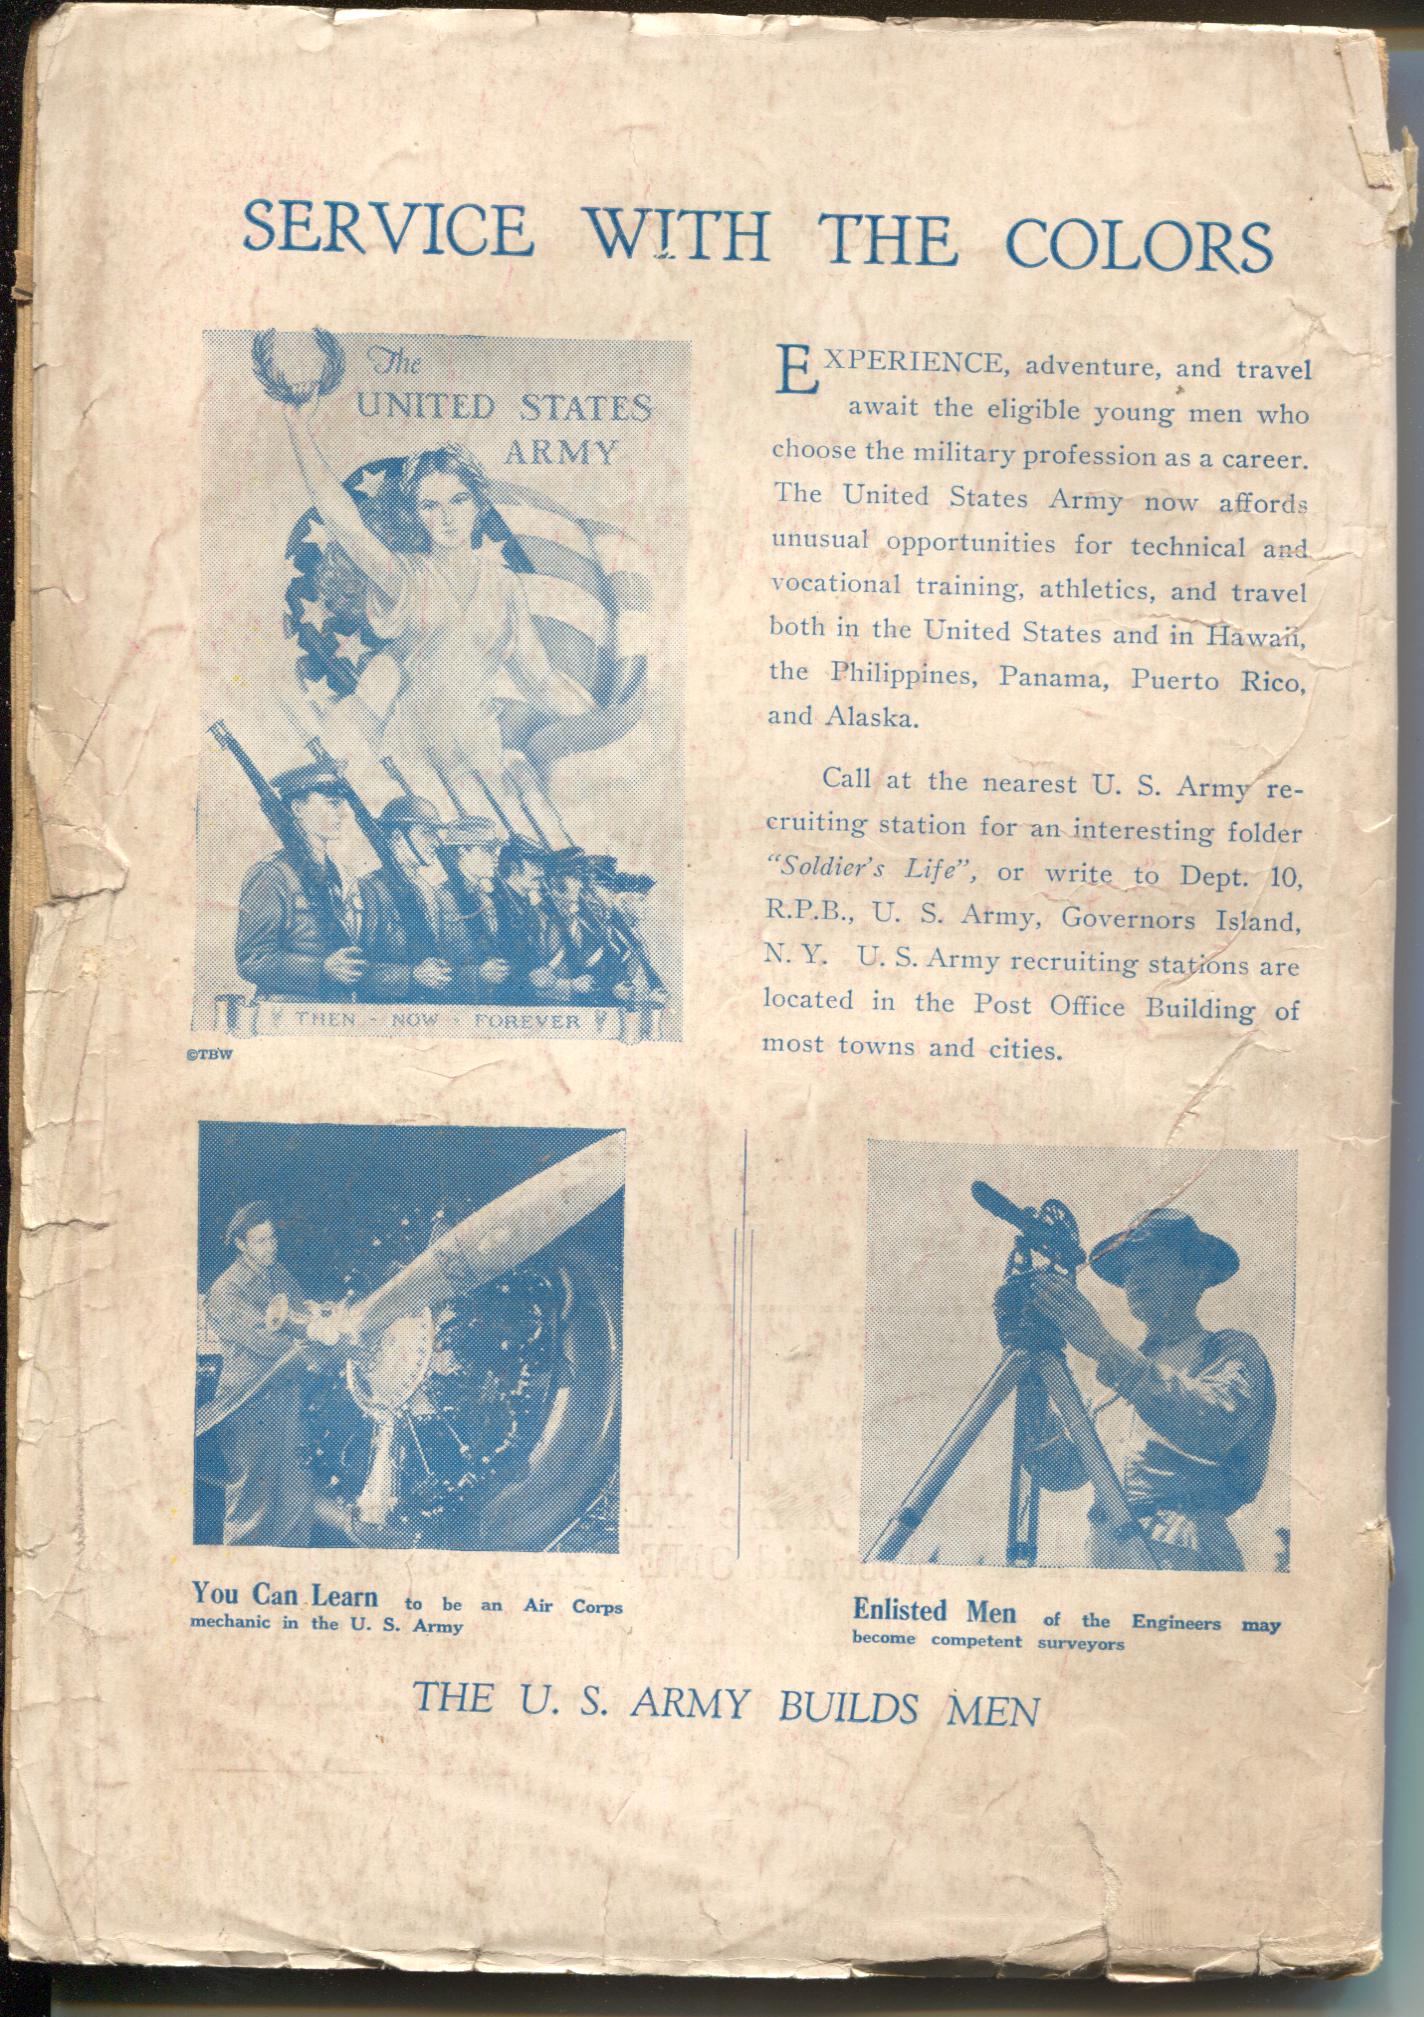 SERVICE WITH THE COLORS
The
UNITED STATES
ARMY
THEN - NOW - FOREVER
©TBW
EXPERIENCE, adventure, and travel
await the eligible young men who
choose the military profession as a career.
The United States Army now affords
unusual opportunities for technical and
vocational training, athletics, and travel
both in the United States and in Hawaii,
the Philippines, Panama, Puerto Rico,
and Alaska.
Call at the nearest U. S. Army re-
cruiting station for an interesting folder
“Soldier’s Life”, or write to Dept. 10,
R.P.B., U. S. Army, Governors Island,
N. Y. U. S. Army recruiting stations are
located in the Post Office Building of
most towns and cities.
You Can Learn to be an Air Corps
mechanic in the U. S. Army
Enlisted Men of the Engineers may
become competent surveyors
THE U. S. ARMY BUILDS MEN